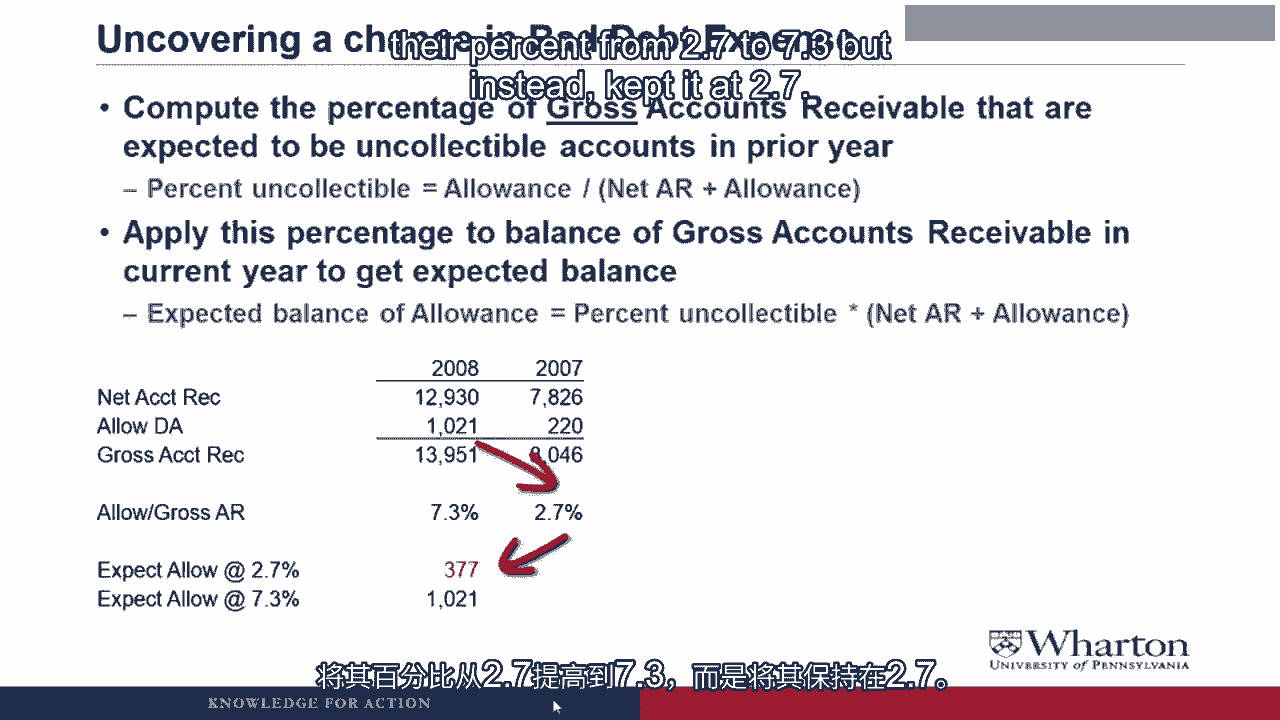 Uncovering a change in Bad Debt Expense
their percent from 2.7 to 7.3 but
instead, kept it at 2.7.
• Compute the percentage of Gross Accounts Receivable that are
expected to be uncollectible accounts in prior year
– Percent uncollectible = Allowance / (Net AR + Allowance)
• Apply this percentage to balance of Gross Accounts Receivable in
current year to get expected balance
– Expected balance of Allowance = Percent uncollectible * (Net AR + Allowance)
2008 2007
Net Acct Rec 12,930 7,826
Allow DA 1,021 220
Gross Acct Rec 13,951 8,046
Allow/Gross AR 7.3% 2.7%
Expect Allow @ 2.7% 377
Expect Allow @ 7.3% 1,021
Wharton
UNIVERSITY of PENNSYLVANIA
将其百分比从2.7提高到7.3，而是将其保持在2.7。
KNOWLEDGE FOR ACTION